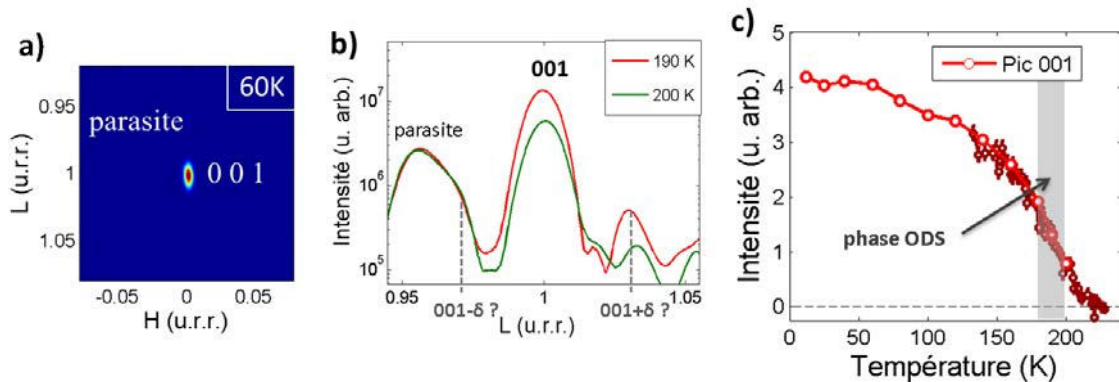 a)
60K
parasite
0 0 1
0.95
1
1.05
L (u.r.r.)
-0.05
0
0.05
H (u.r.r.)
b)
190 K
200 K
001
parasite
10^7
10^6
10^5
Intensité (u. arb.)
0.95
1
1.05
001-δ ?
L (u.r.r.)
001+δ ?
c)
Pic 001
phase ODS
5
4
3
2
1
0
Intensité (u. arb.)
0
50
100
150
200
Température (K)